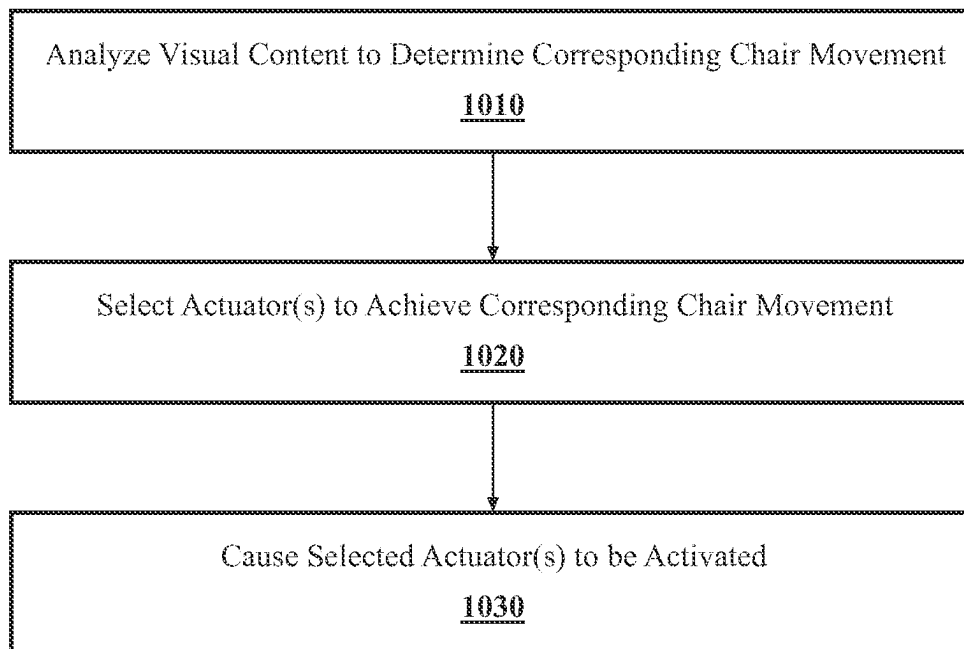 Analyze Visual Content to Determine Corresponding Chair Movement
1010
Select Actuator(s) to Achieve Corresponding Chair Movement
1020
Cause Selected Actuator(s) to be Activated
1030